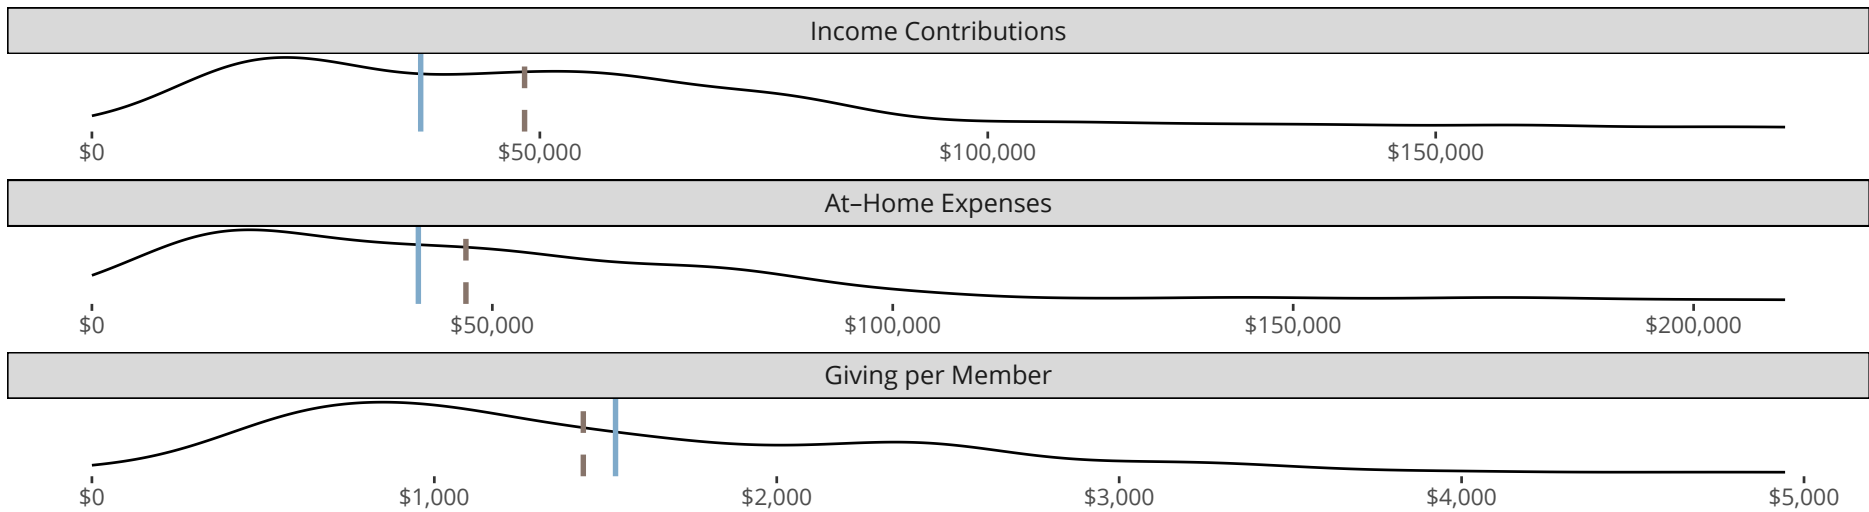 Income Contributions
$0 $50,000 $100,000 $150,000
At–Home Expenses
$0 $50,000 $100,000 $150,000 $200,000
Giving per Member
$0 $1,000 $2,000 $3,000 $4,000 $5,000